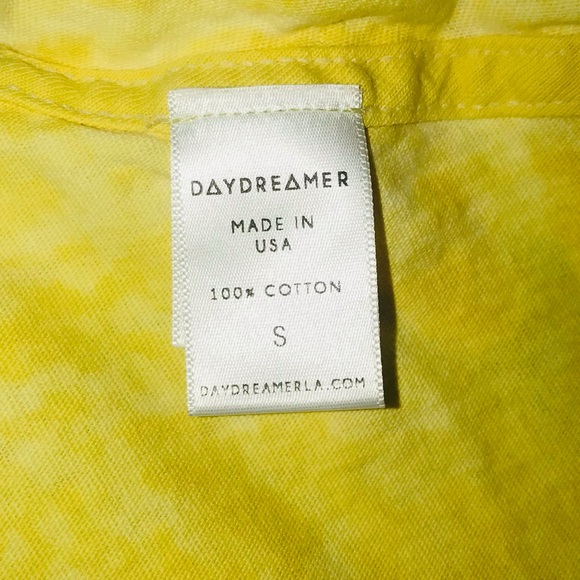 DAYDREAMER
MADE IN
USA
100% COTTON
S
DAYDREAMERLA.COM